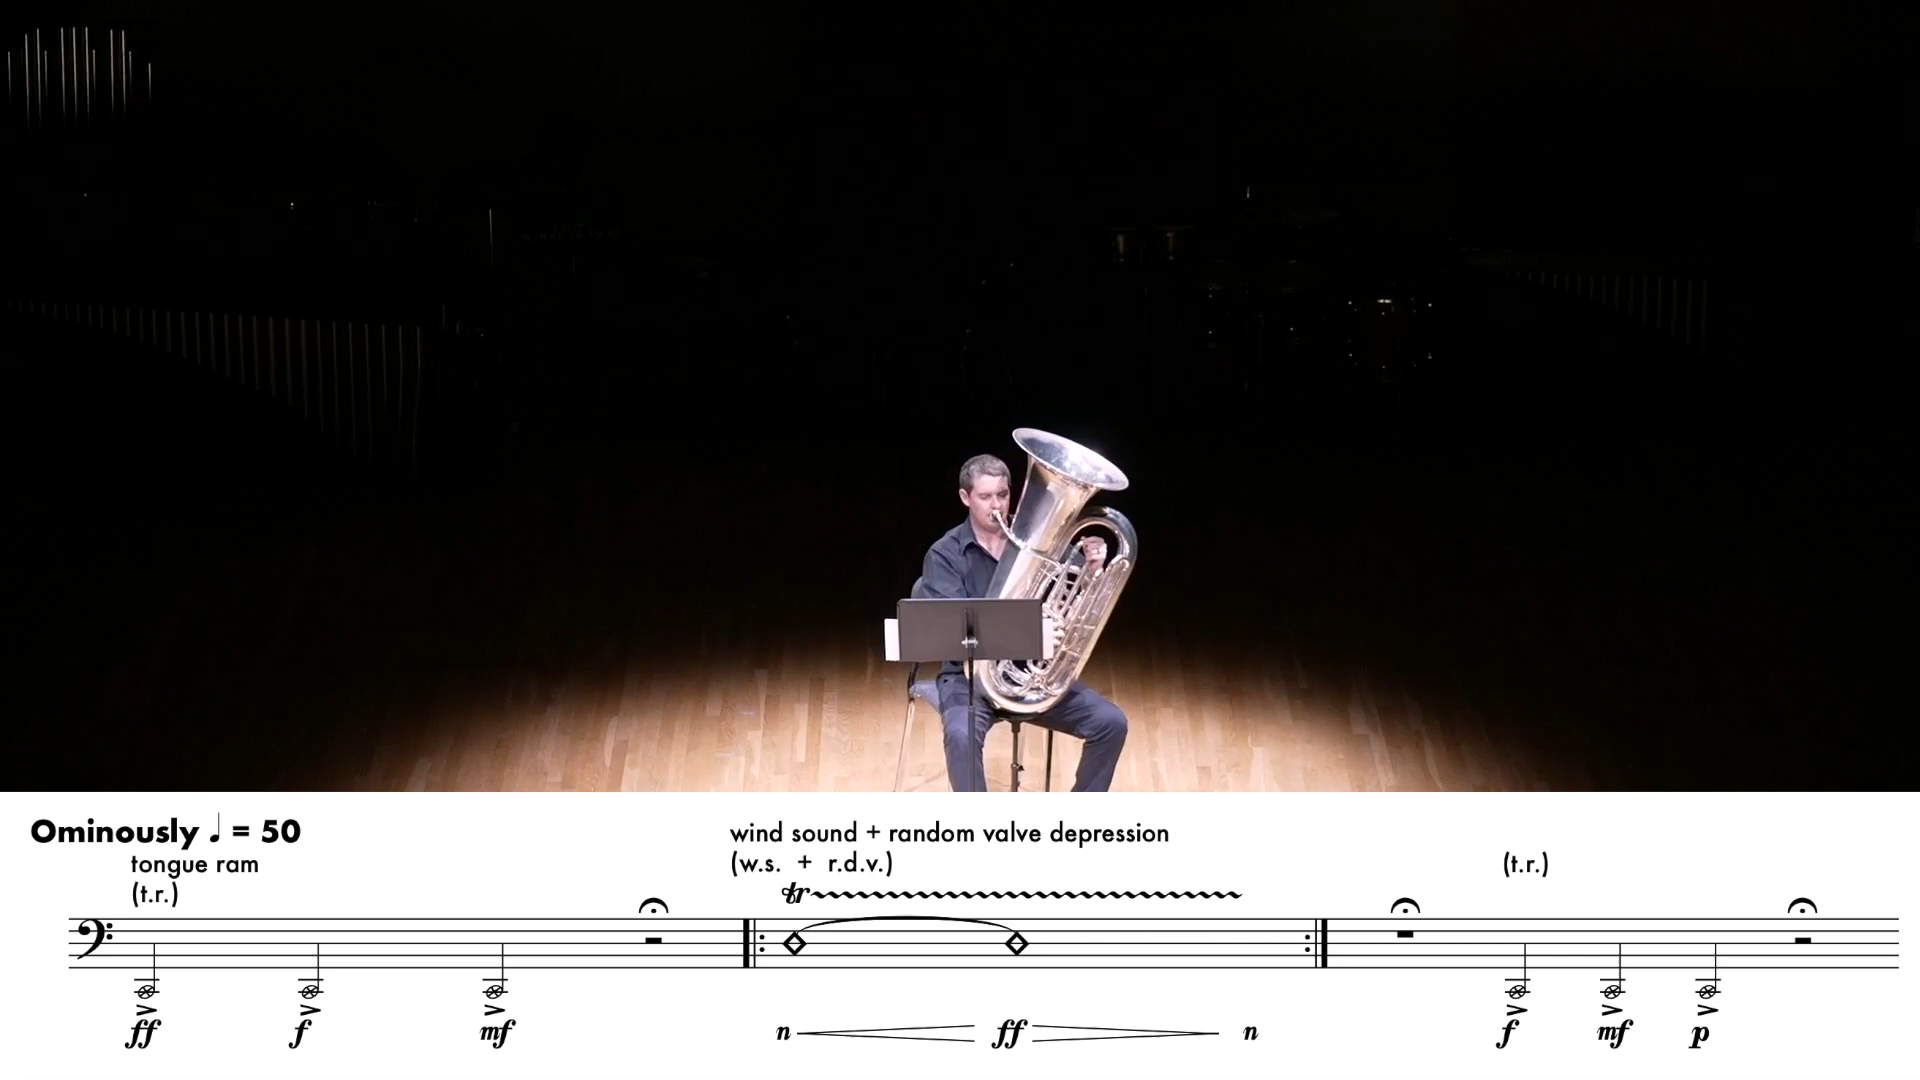 Ominously ♩ = 50
tongue ram
(t.r.)
wind sound + random valve depression
(w.s. + r.d.v.)
tr
(t.r.)
ff f mf n ff n f mf p